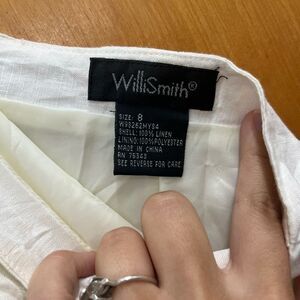 WilliSmith®
SIZE: 8
SHELL: 100% LINEN
LINING: 100% POLYESTER
MADE IN CHINA
RN 75343
SEE REVERSE FOR CARE